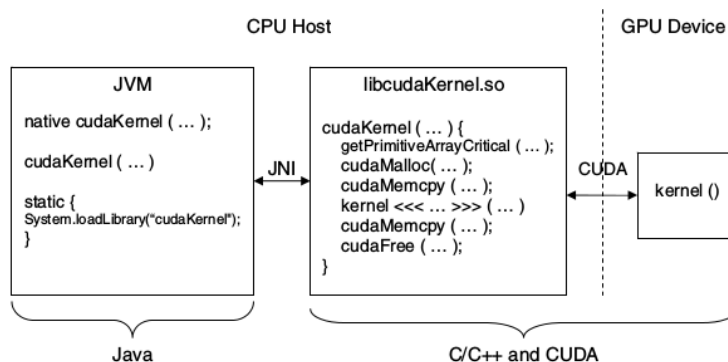 CPU Host
GPU Device
JVM
native cudaKernel ( … );
cudaKernel ( … )
static {
System.loadLibrary("cudaKernel");
}
JNI
libcudaKernel.so
cudaKernel ( … ) {
getPrimitiveArrayCritical ( … );
cudaMalloc( … );
cudaMemcpy ( … );
kernel <<< … >>> ( … )
cudaMemcpy ( … );
cudaFree ( … );
}
CUDA
kernel ()
Java
C/C++ and CUDA